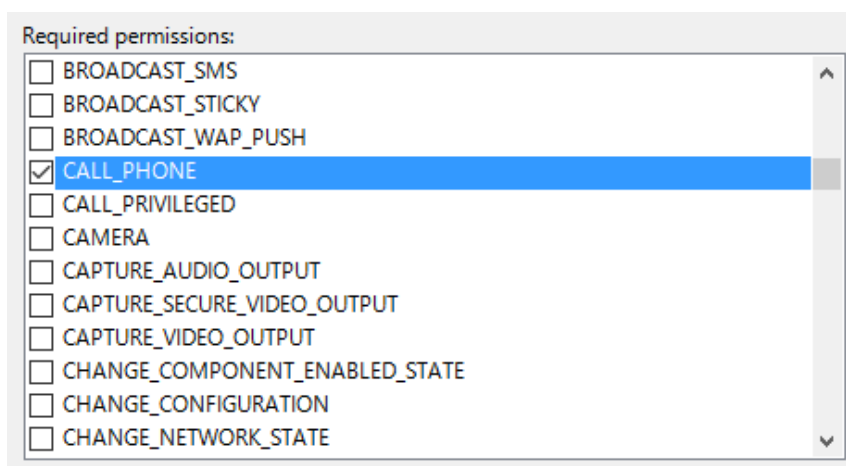 Required permissions:
BROADCAST_SMS
BROADCAST_STICKY
BROADCAST_WAP_PUSH
CALL_PHONE
CALL_PRIVILEGED
CAMERA
CAPTURE_AUDIO_OUTPUT
CAPTURE_SECURE_VIDEO_OUTPUT
CAPTURE_VIDEO_OUTPUT
CHANGE_COMPONENT_ENABLED_STATE
CHANGE_CONFIGURATION
CHANGE_NETWORK_STATE